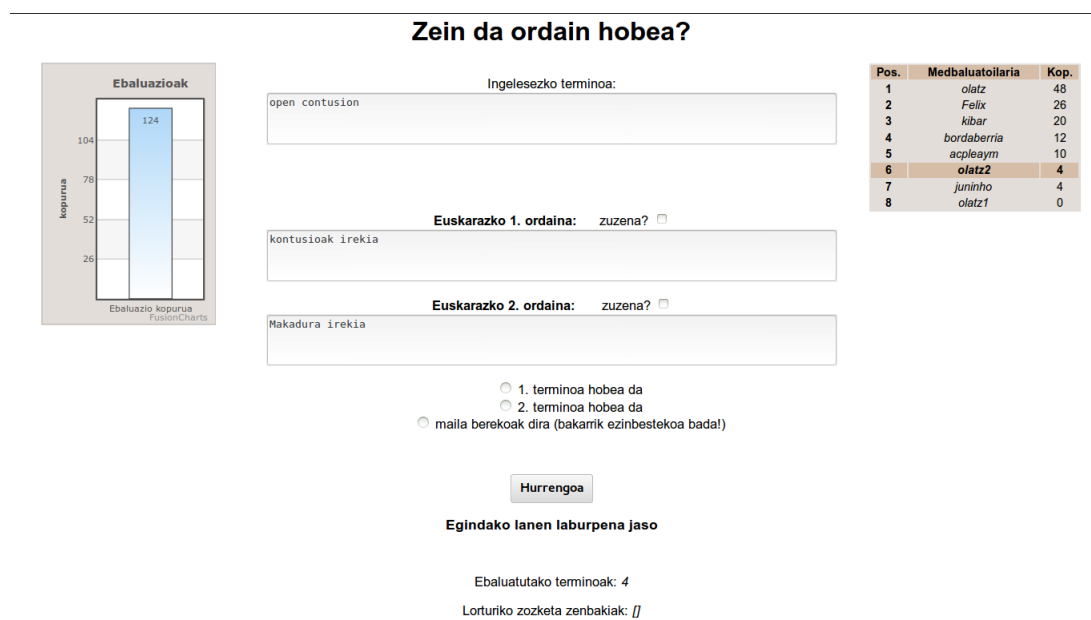 Zein da ordain hobea?
Ebaluazioak
124
104
78
52
26
kopurua
Ebaluazio kopurua
FusionCharts
Ingelesezko terminoa:
open contusion
Euskarazko 1. ordaina: zuzena?
kontusioak irekia
Euskarazko 2. ordaina: zuzena?
Makadura irekia
1. terminoa hobea da
2. terminoa hobea da
maila berekoak dira (bakarrik ezinbestekoa bada!)
Hurrengoa
Egindako lanen laburpena jaso
Ebaluatutako terminoak: 4
Lorturiko zozketa zenbakiak: []
Pos. Medbaluatoilaria Kop.
1 olatz 48
2 Felix 26
3 kibar 20
4 bordaberria 12
5 acpleaym 10
6 olatz2 4
7 juninho 4
8 olatz1 0